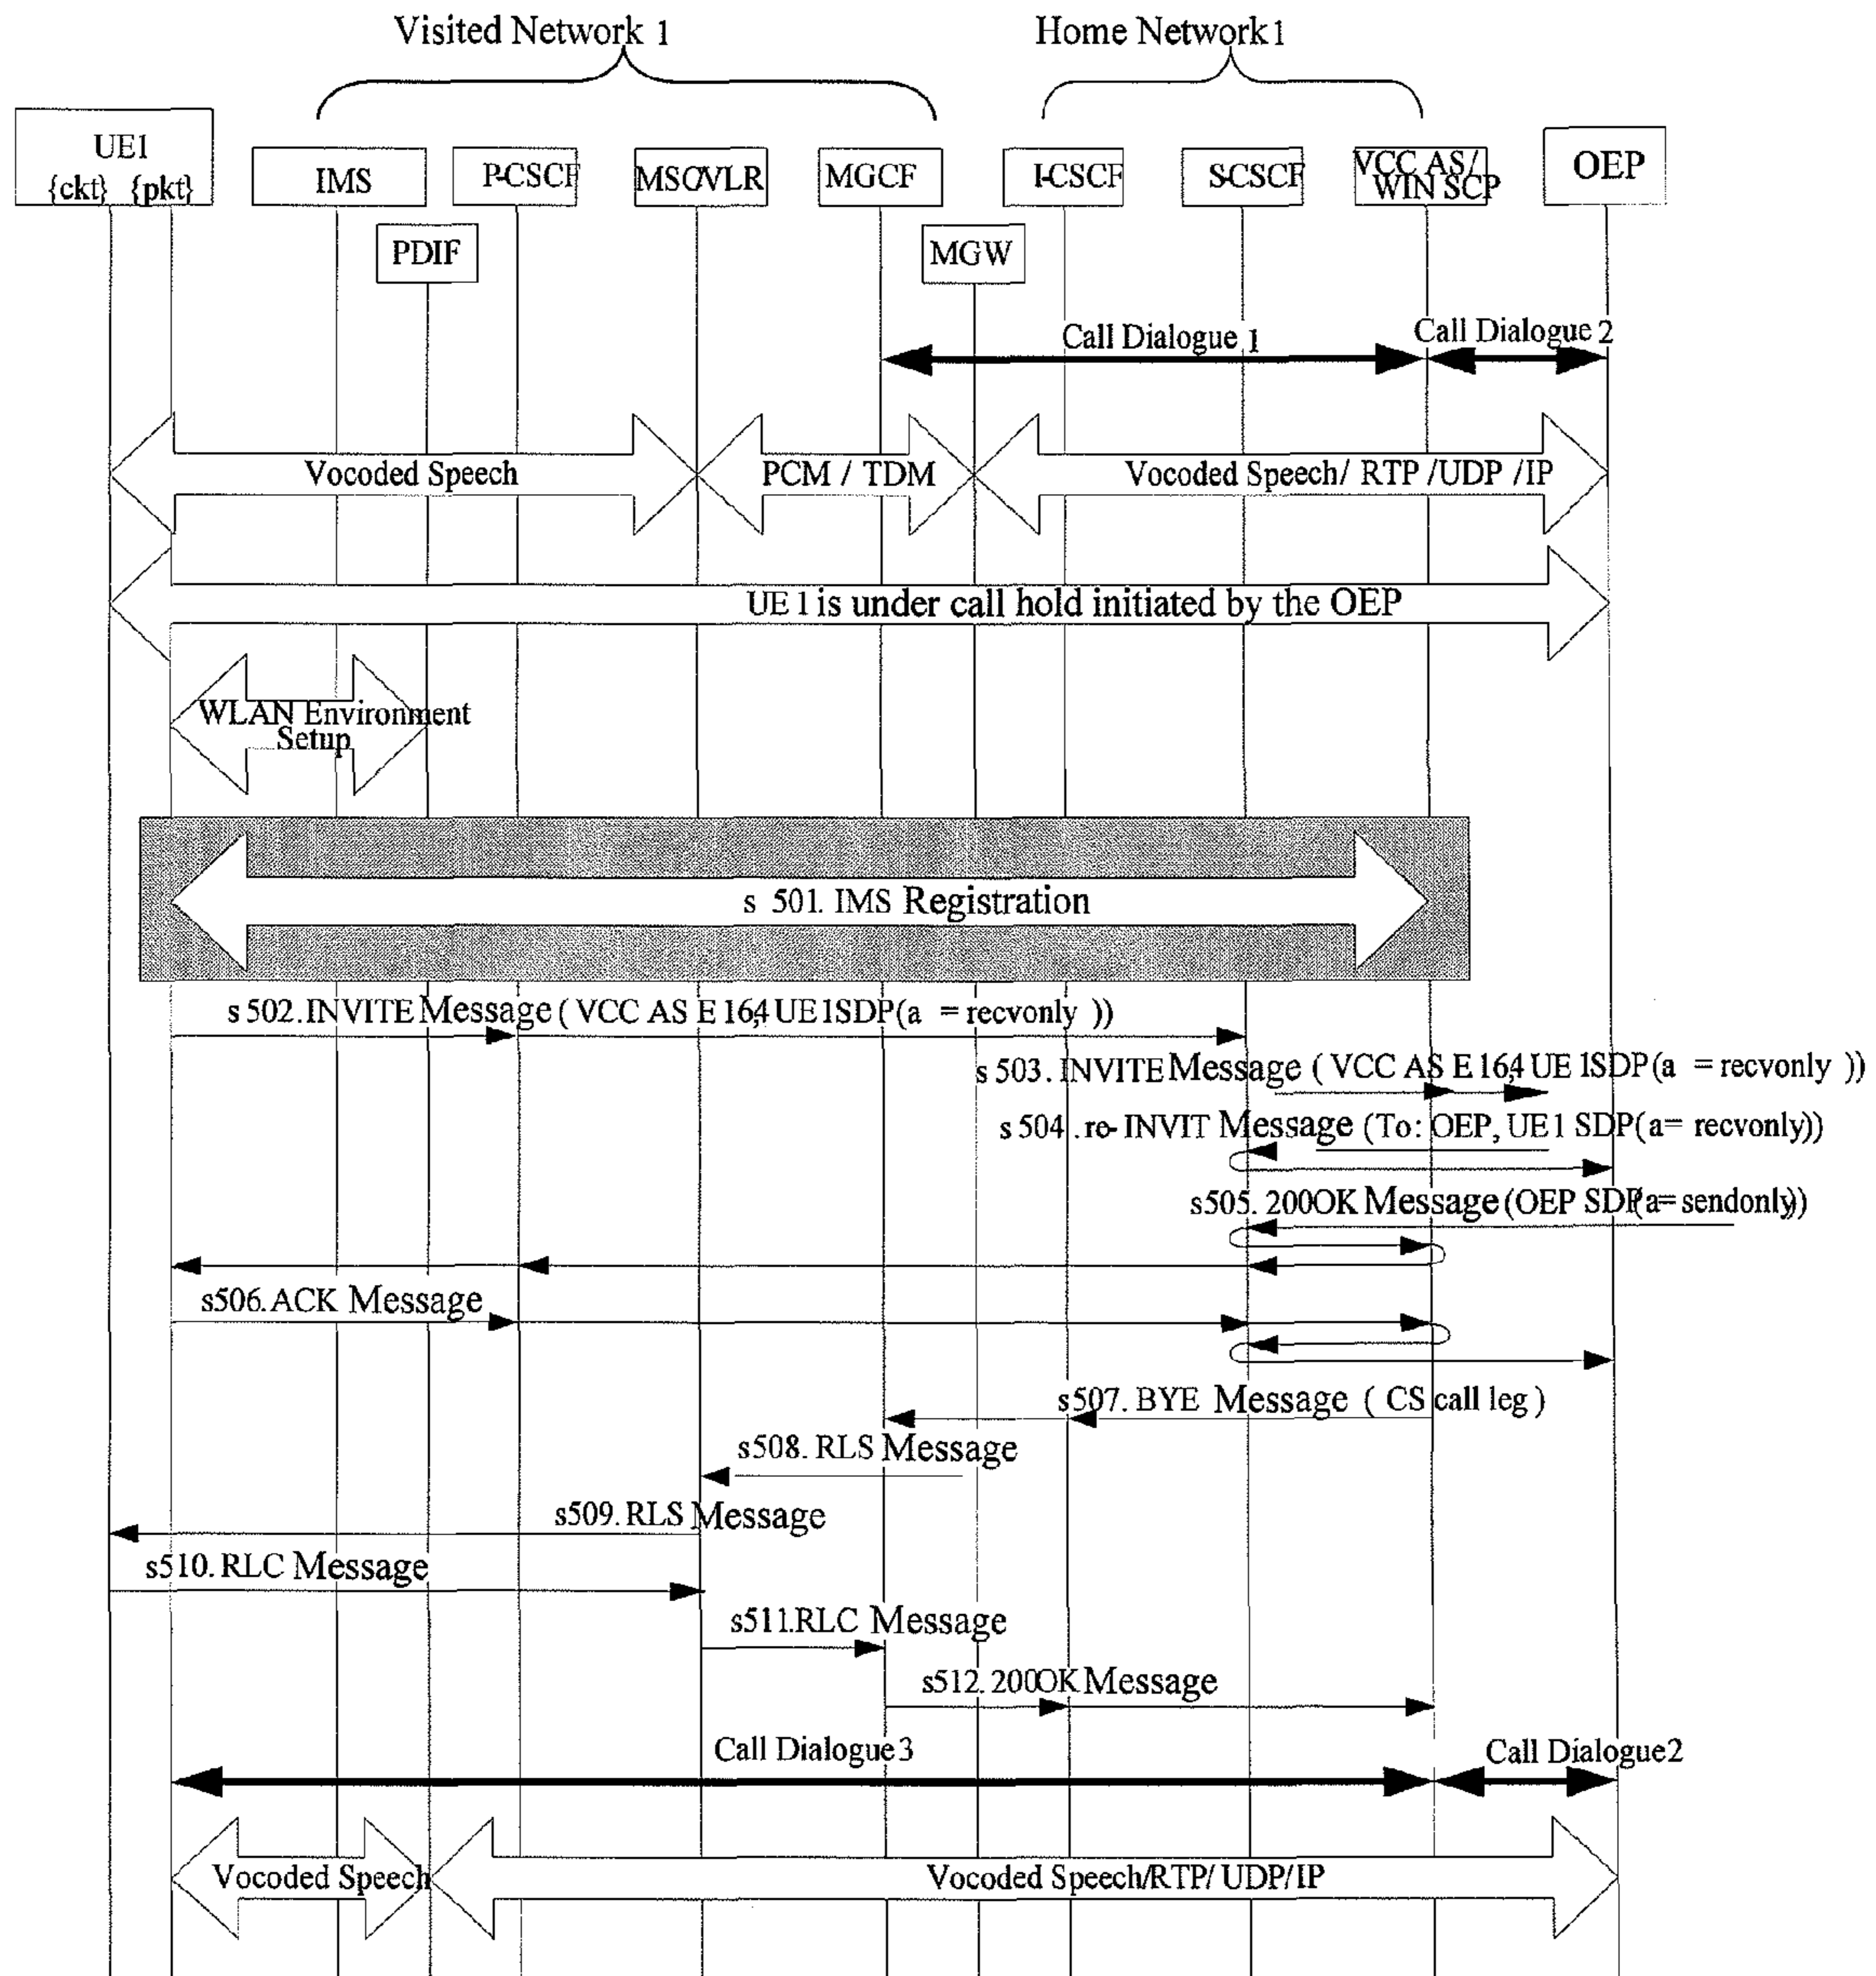 Visited Network 1
Home Network1
UE1
{ckt} {pkt}
IMS
P-CSCF
MSC/VLR
MGCF
I-CSCF
S-CSCF
VCC AS/
WIN SCP
OEP
PDIF
MGW
Call Dialogue 1
Call Dialogue 2
Vocoded Speech
PCM / TDM
Vocoded Speech/ RTP /UDP /IP
UE 1 is under call hold initiated by the OEP
WLAN Environment
Setup
s 501. IMS Registration
s 502. INVITE Message ( VCC AS E 164, UE 1SDP(a = recvonly ))
s 503. INVITE Message ( VCC AS E 164, UE 1SDP(a = recvonly ))
s 504 . re- INVIT Message (To: OEP, UE1 SDP(a= recvonly))
s505. 200OK Message (OEP SDP(a= sendonly))
s506. ACK Message
s507. BYE Message ( CS call leg )
s508. RLS Message
s509. RLS Message
s510. RLC Message
s511.RLC Message
s512. 200OK Message
Call Dialogue3
Call Dialogue2
Vocoded Speech
Vocoded Speech/RTP/ UDP/IP